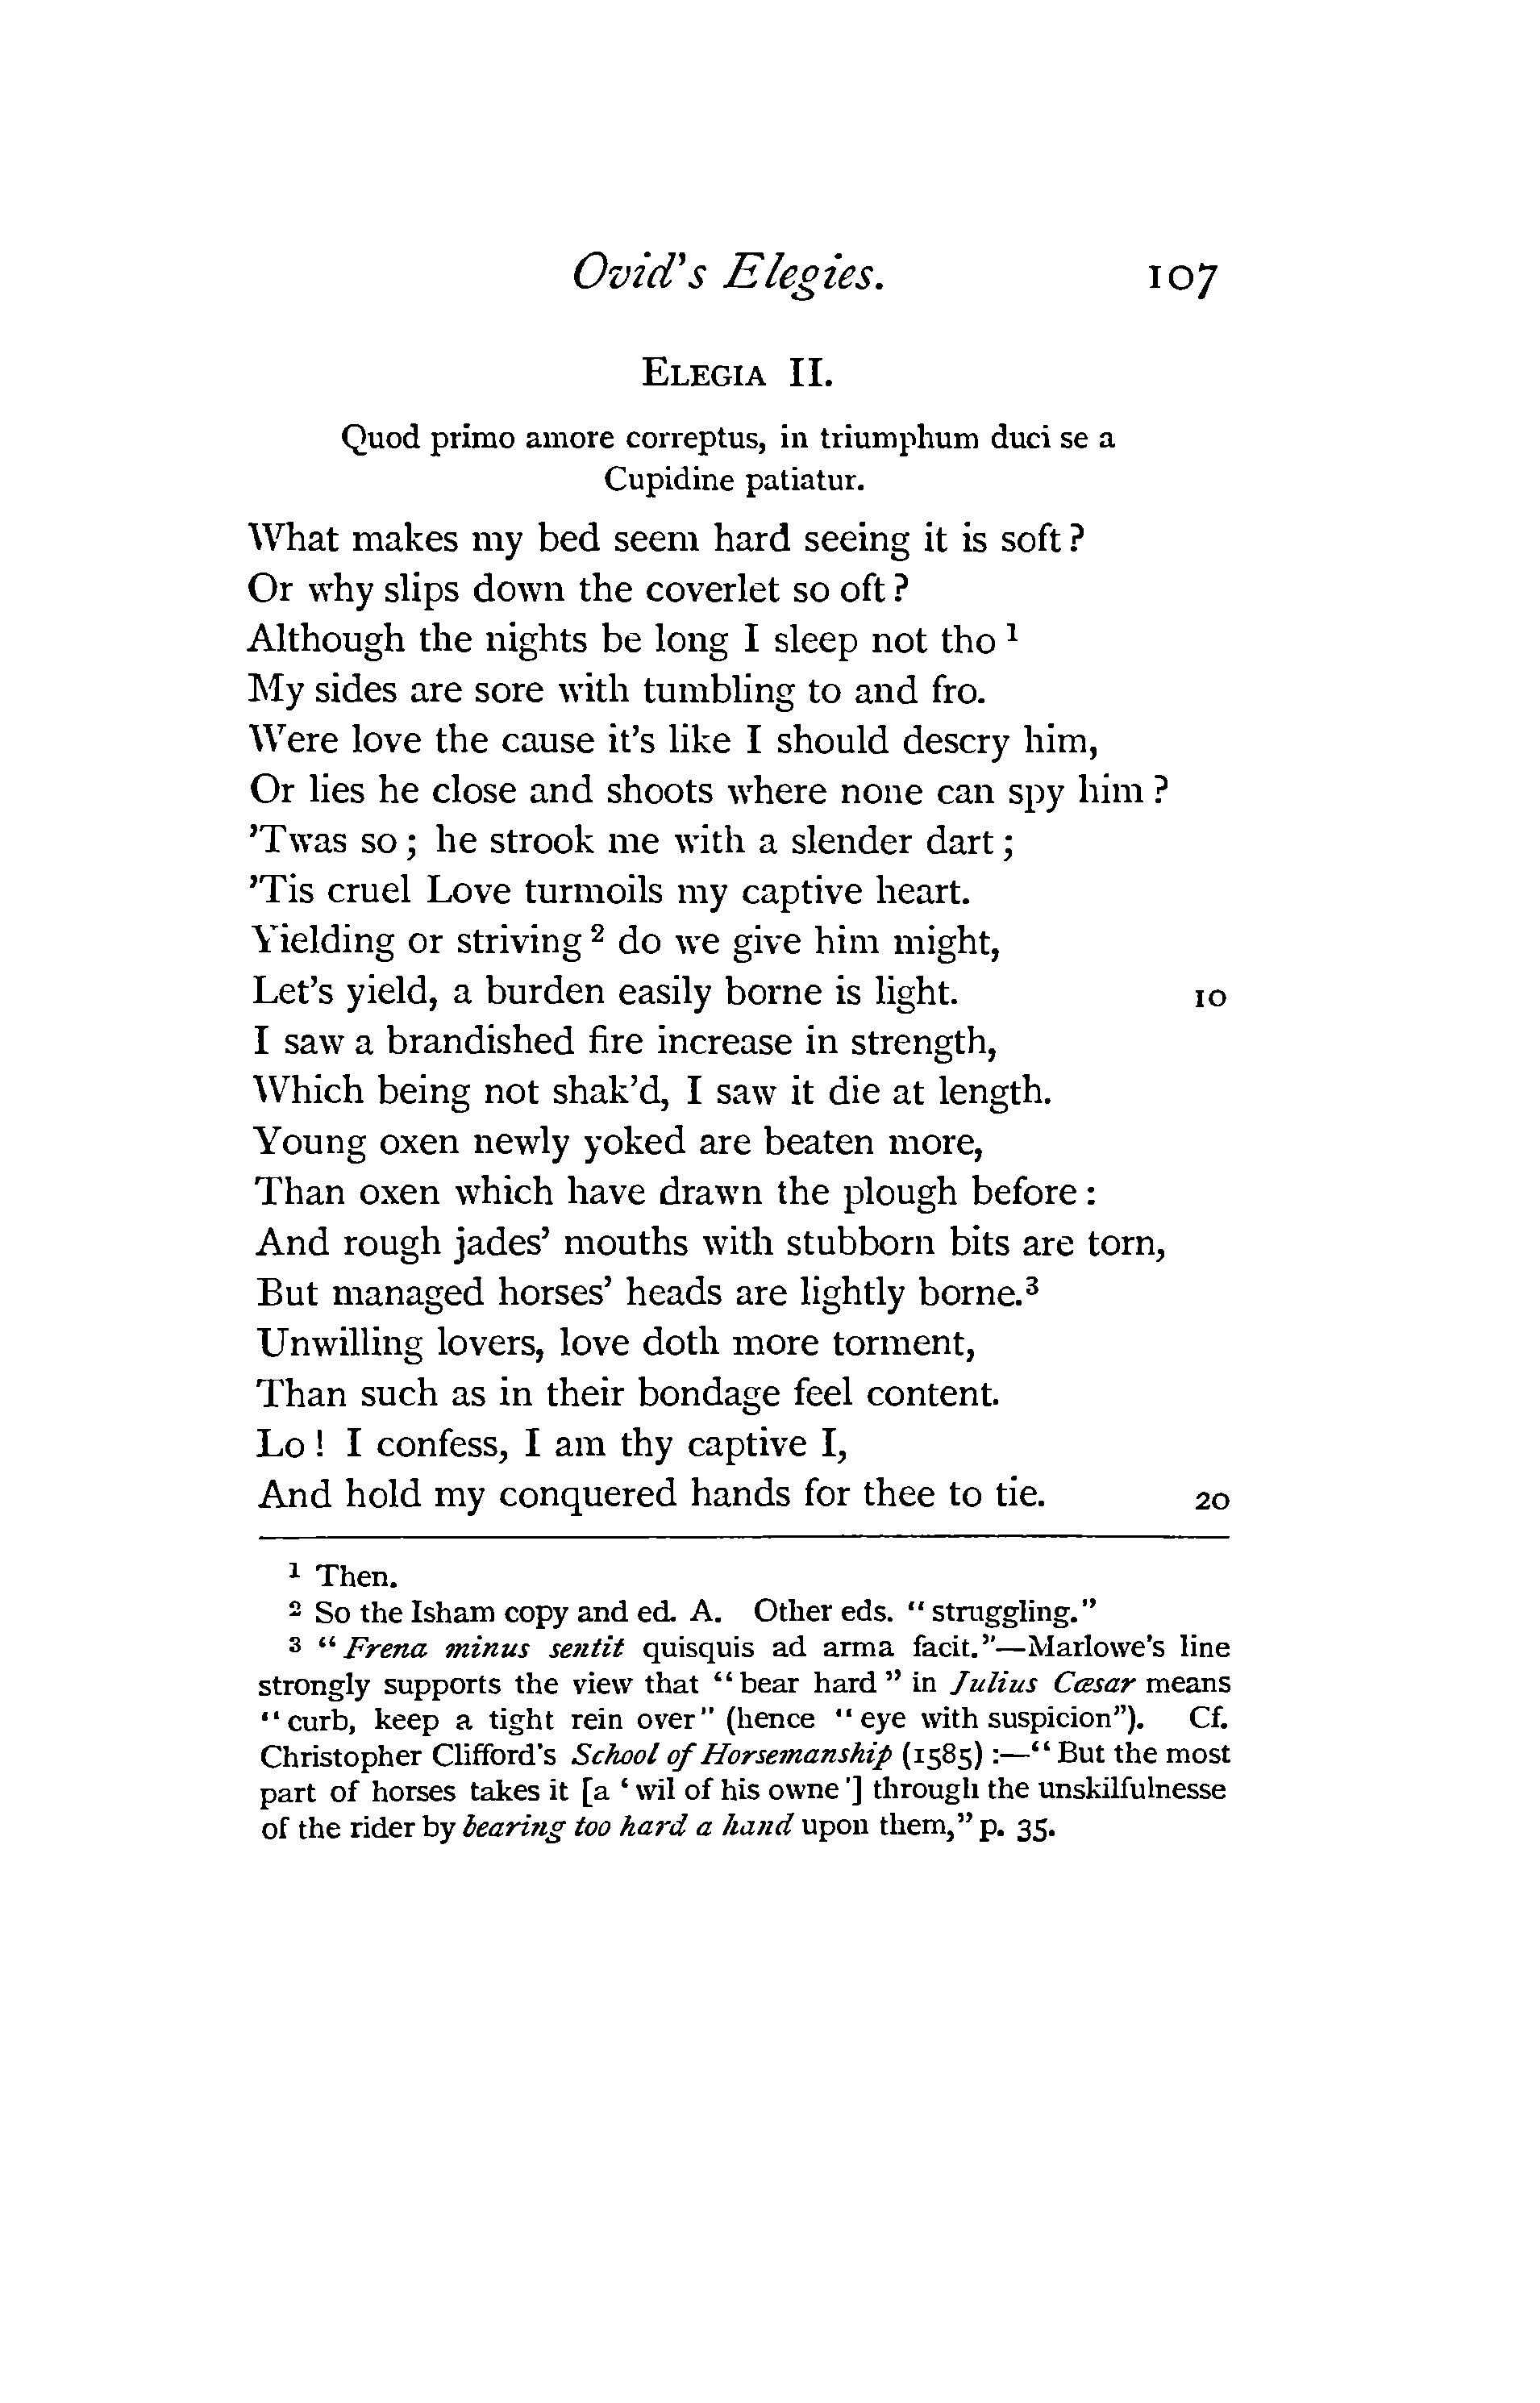 Ovid's Elegies. 107
ELEGIA II.
Quod primo amore correptus, in triumphum duci se a
Cupidine patiatur.
What makes my bed seem hard seeing it is soft?
Or why slips down the coverlet so oft?
Although the nights be long I sleep not tho ¹
My sides are sore with tumbling to and fro.
Were love the cause it's like I should descry him,
Or lies he close and shoots where none can spy him?
'Twas so; he strook me with a slender dart;
'Tis cruel Love turmoils my captive heart.
Yielding or striving ² do we give him might,
Let's yield, a burden easily borne is light. 10
I saw a brandished fire increase in strength,
Which being not shak'd, I saw it die at length.
Young oxen newly yoked are beaten more,
Than oxen which have drawn the plough before:
And rough jades' mouths with stubborn bits are torn,
But managed horses' heads are lightly borne.³
Unwilling lovers, love doth more torment,
Than such as in their bondage feel content.
Lo! I confess, I am thy captive I,
And hold my conquered hands for thee to tie. 20
¹ Then.
² So the Isham copy and ed. A. Other eds. "struggling."
³ "Frena minus sentit quisquis ad arma facit."—Marlowe's line
strongly supports the view that "bear hard" in Julius Cæsar means
"curb, keep a tight rein over" (hence "eye with suspicion"). Cf.
Christopher Clifford's School of Horsemanship (1585):—"But the most
part of horses takes it [a 'wil of his owne'] through the unskilfulnesse
of the rider by bearing too hard a hand upon them," p. 35.